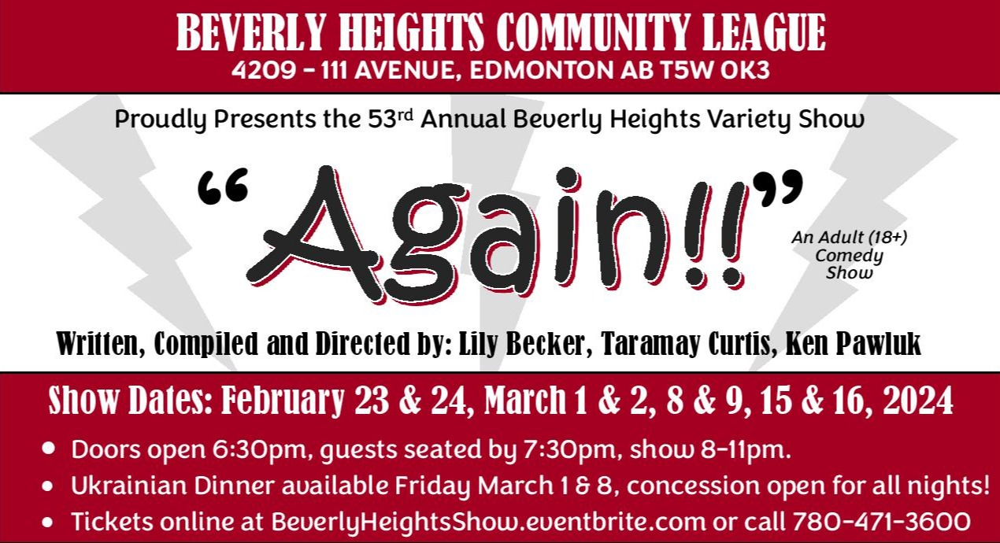 BEVERLY HEIGHTS COMMUNITY LEAGUE
4209 – 111 AVENUE, EDMONTON AB T5W 0K3
Proudly Presents the 53rd Annual Beverly Heights Variety Show
“Again!!”
An Adult (18+)
Comedy
Show
Written, Compiled and Directed by: Lily Becker, Taramay Curtis, Ken Pawluk
Show Dates: February 23 & 24, March 1 & 2, 8 & 9, 15 & 16, 2024
• Doors open 6:30pm, guests seated by 7:30pm, show 8-11pm.
• Ukrainian Dinner available Friday March 1 & 8, concession open for all nights!
• Tickets online at BeverlyHeightsShow.eventbrite.com or call 780-471-3600